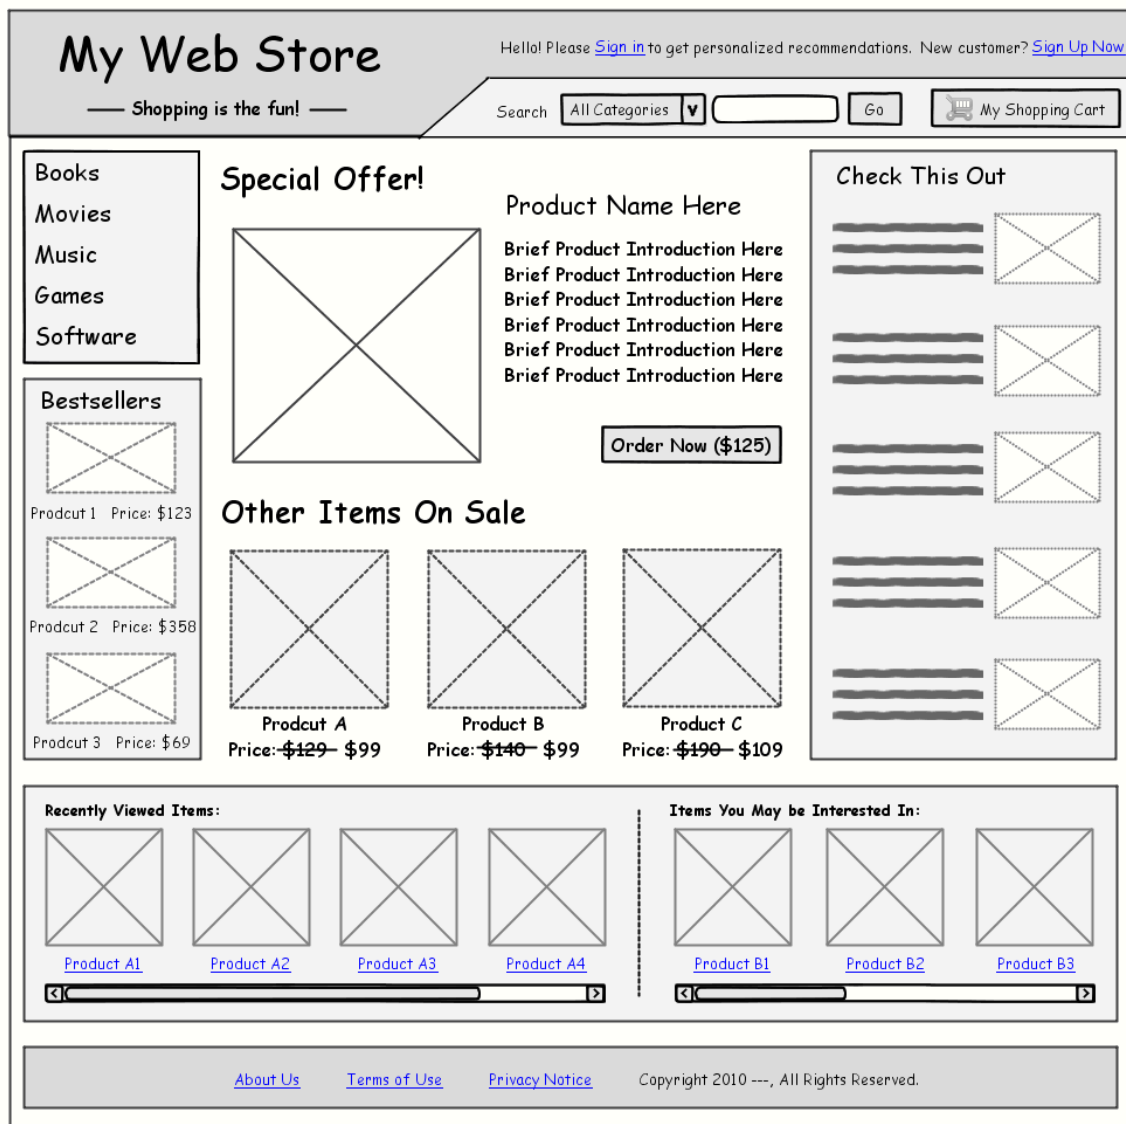 My Web Store
Shopping is the fun!
Hello! Please Sign in to get personalized recommendations. New customer? Sign Up Now
Search All Categories Go My Shopping Cart
Books
Movies
Music
Games
Software
Bestsellers
Prodcut 1 Price: $123
Prodcut 2 Price: $358
Prodcut 3 Price: $69
Special Offer!
Product Name Here
Brief Product Introduction Here
Brief Product Introduction Here
Brief Product Introduction Here
Brief Product Introduction Here
Brief Product Introduction Here
Brief Product Introduction Here
Order Now ($125)
Other Items On Sale
Prodcut A
Price: $129 $99
Product B
Price: $140 $99
Product C
Price: $190 $109
Check This Out
Recently Viewed Items:
Product A1 Product A2 Product A3 Product A4
Items You May be Interested In:
Product B1 Product B2 Product B3
About Us Terms of Use Privacy Notice Copyright 2010 ---, All Rights Reserved.